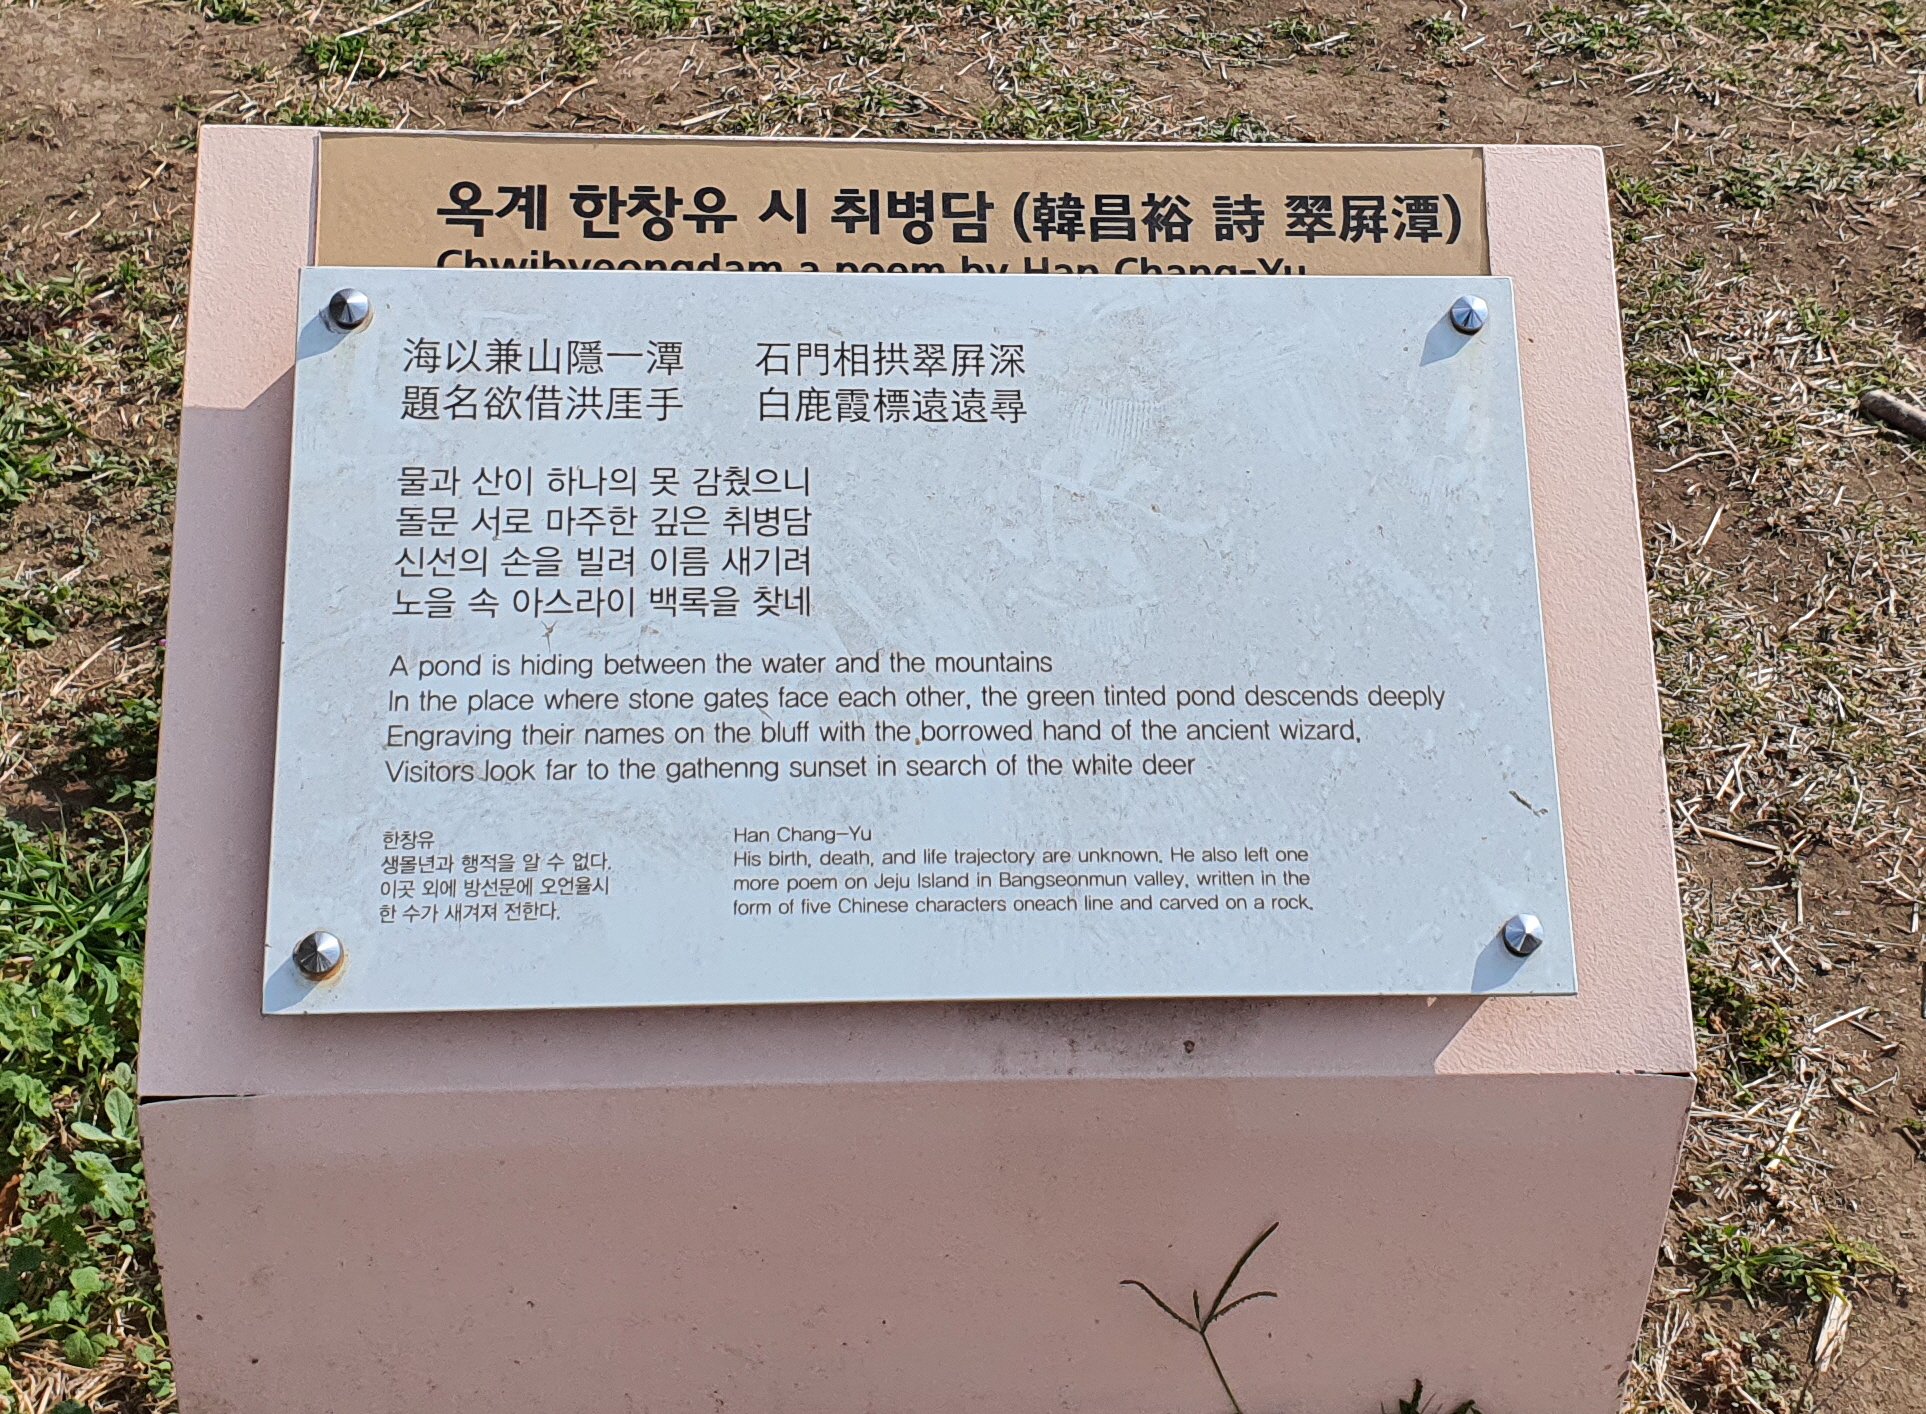 옥계 한창유 시 취병담 (韓昌裕 詩 翠屛潭)
Chwibyeongdam a poem by Han Chang-Yu
海以兼山隱一潭 石門相拱翠屛深
題名欲借洪厓手 白鹿霞標遠遠尋
물과 산이 하나의 못 감췄으니
돌문 서로 마주한 깊은 취병담
신선의 손을 빌려 이름 새기려
노을 속 아스라이 백록을 찾네
A pond is hiding between the water and the mountains
In the place where stone gates face each other, the green tinted pond descends deeply
Engraving their names on the bluff with the borrowed hand of the ancient wizard,
Visitors look far to the gathenng sunset in search of the white deer
한창유
생몰년과 행적을 알 수 없다.
이곳 외에 방선문에 오언율시
한 수가 새겨져 전한다.
Han Chang-Yu
His birth, death, and life trajectory are unknown. He also left one
more poem on Jeju Island in Bangseonmun valley, written in the
form of five Chinese characters oneach line and carved on a rock.